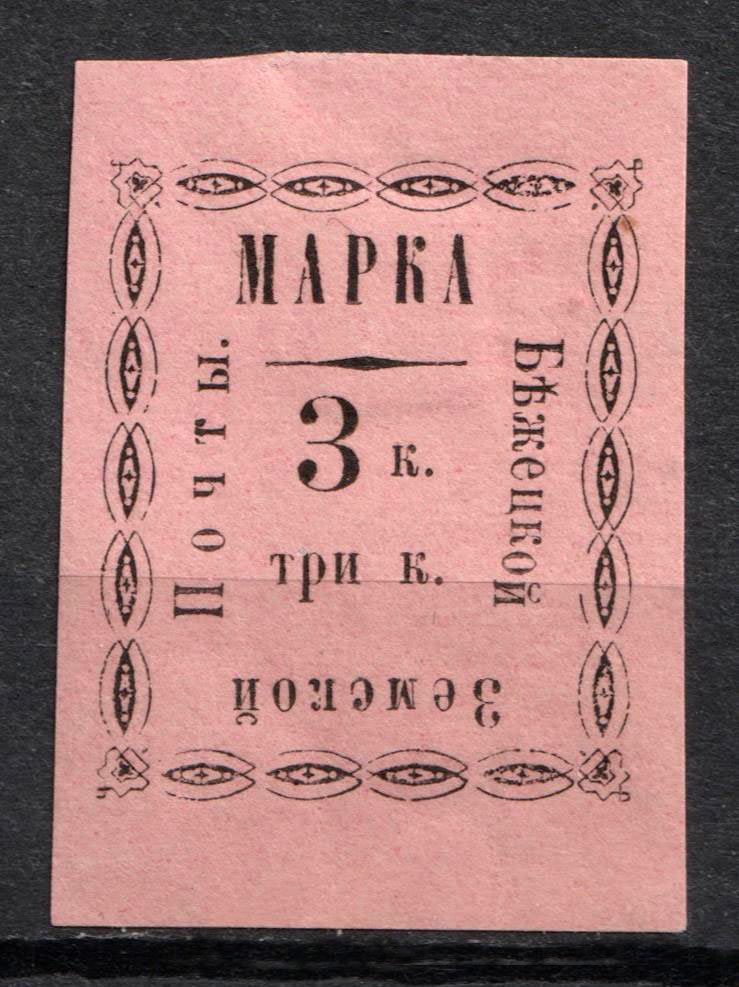 МАРКА
Бѣжецкой
Земской
Почты.
3 к.
три к.